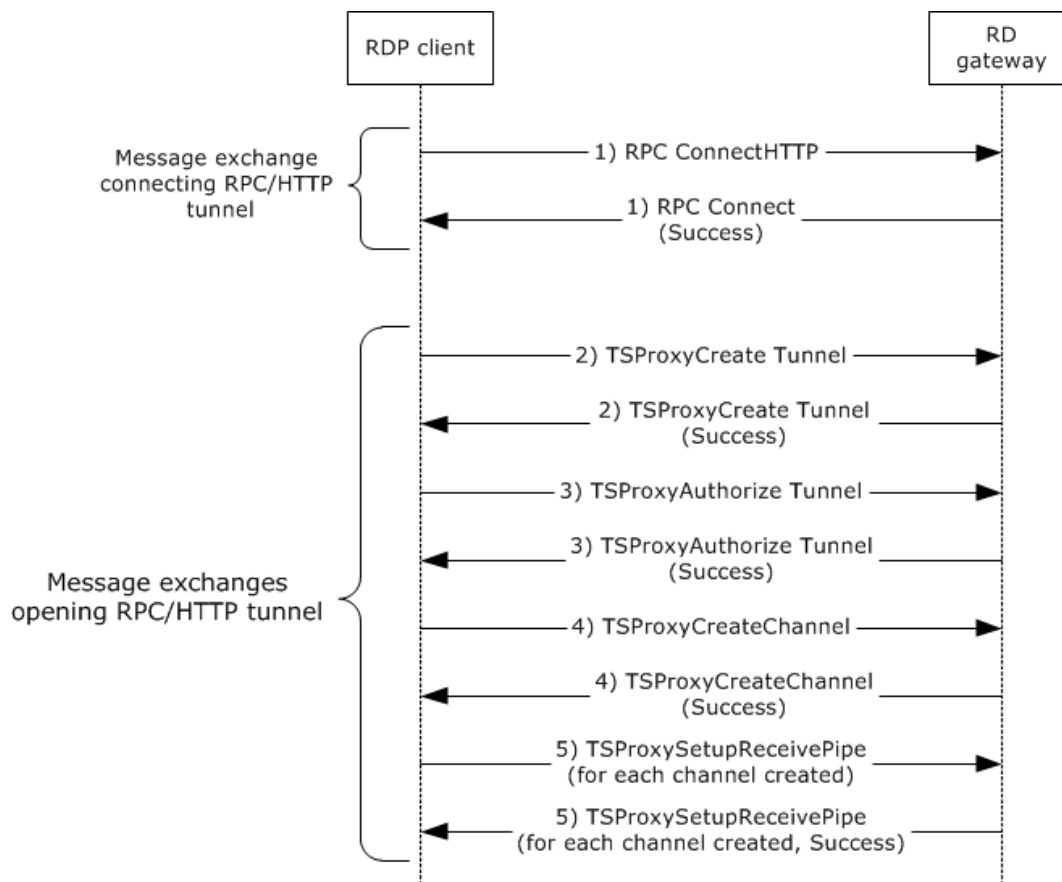 RDP client
RD
gateway
Message exchange
connecting RPC/HTTP
tunnel
1) RPC ConnectHTTP
1) RPC Connect
(Success)
Message exchanges
opening RPC/HTTP tunnel
2) TSProxyCreate Tunnel
2) TSProxyCreate Tunnel
(Success)
3) TSProxyAuthorize Tunnel
3) TSProxyAuthorize Tunnel
(Success)
4) TSProxyCreateChannel
4) TSProxyCreateChannel
(Success)
5) TSProxySetupReceivePipe
(for each channel created)
5) TSProxySetupReceivePipe
(for each channel created, Success)